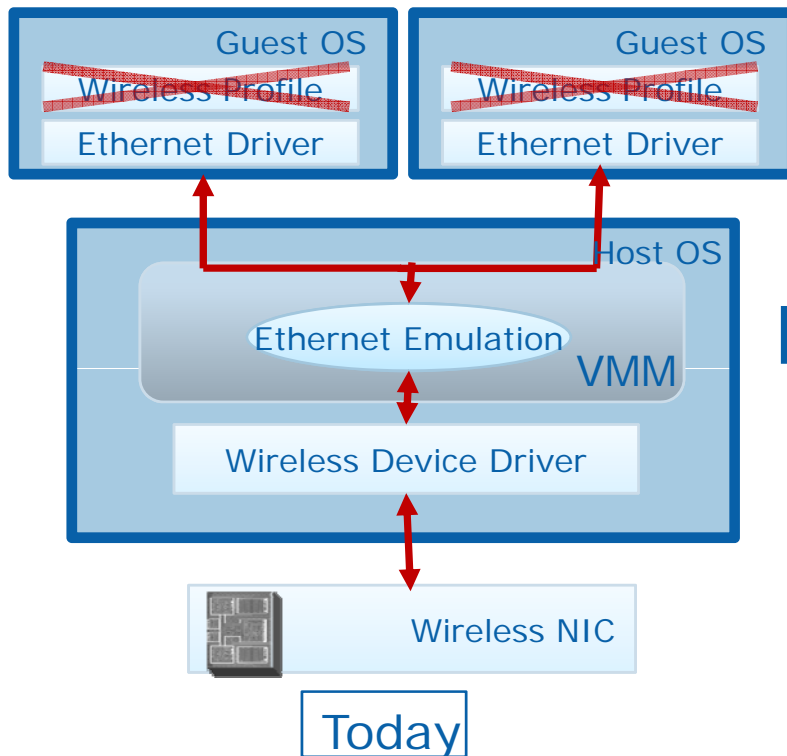 Guest OS
Wireless Profile
Ethernet Driver
Guest OS
Wireless Profile
Ethernet Driver
Host OS
Ethernet Emulation
VMM
Wireless Device Driver
Wireless NIC
Today